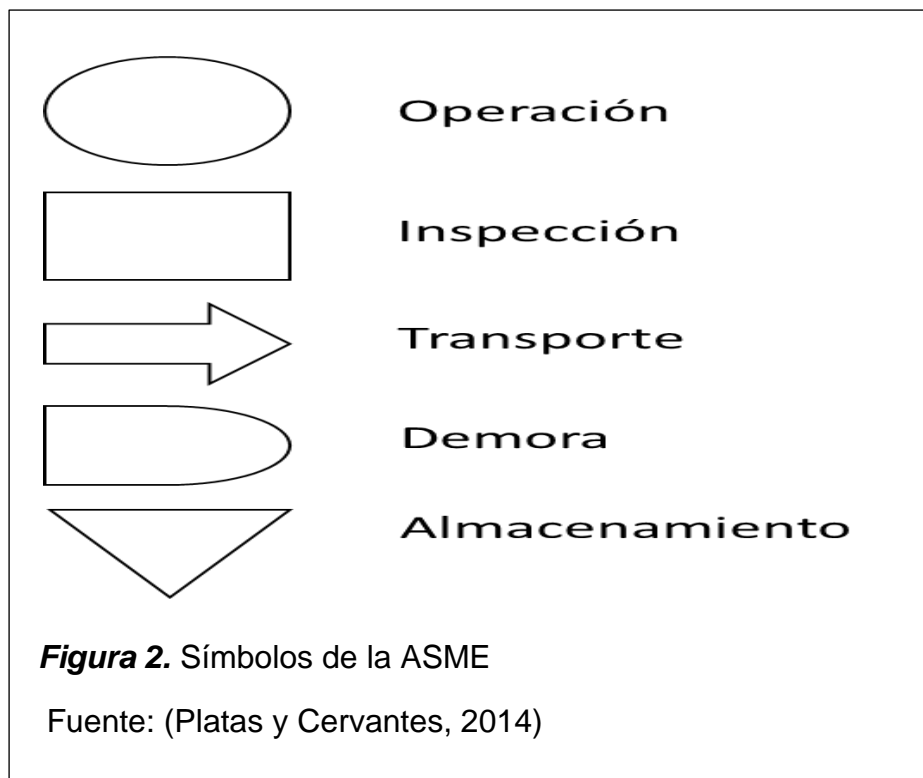 Operación
Inspección
Transporte
Demora
Almacenamiento
Figura 2. Símbolos de la ASME
Fuente: (Platas y Cervantes, 2014)